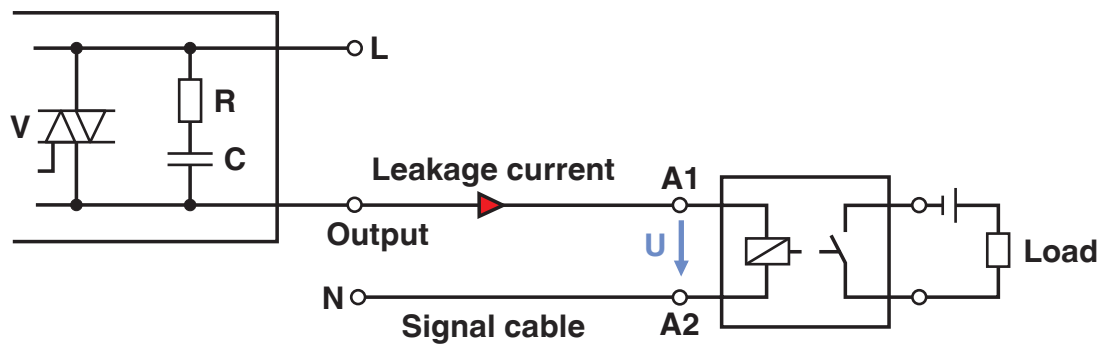 L
R
V
C
Leakage current
A1
Output
U
Load
N
Signal cable
A2